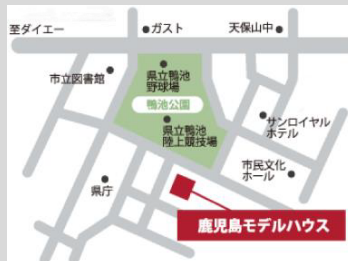 至ダイエー
ガスト
天保山中
市立図書館
県立鴨池
野球場
鴨池公園
県立鴨池
陸上競技場
サンロイヤル
ホテル
市民文化
ホール
県庁
鹿児島モデルハウス